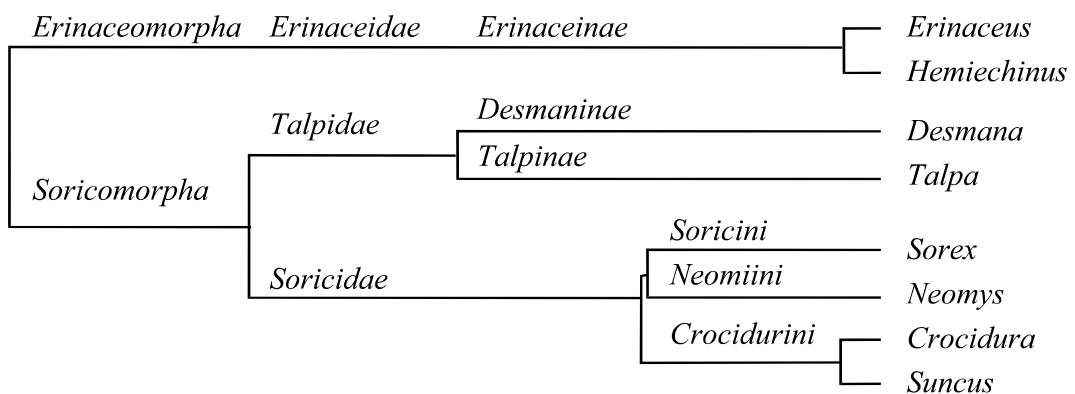 Erinaceomorpha Erinaceidae Erinaceinae Erinaceus
Hemiechinus
Desmaninae
Talpidae Desmana
Talpinae
Talpa
Soricomorpha
Soricini
Sorex
Soricidae Neomiini
Neomys
Crocidurini Crocidura
Suncus